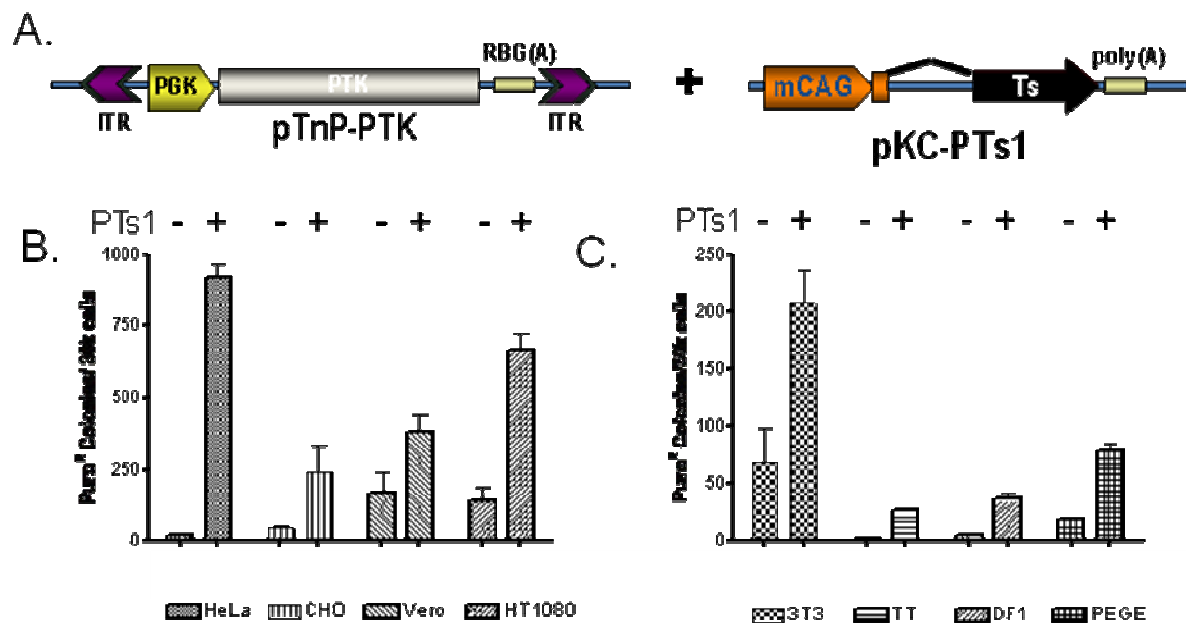 A.
PGK PTK RBG(A) + mCAG Ts poly(A)
ITR pTnP-PTK ITR pKC-PTs1
PTs1 - + - + - + - +
B.
1000
750
500
250
0
HeLa CHO Vero HT1080
PTs1 - + - + - + - +
C.
250
200
150
100
50
0
3T3 TT DF1 PEGE